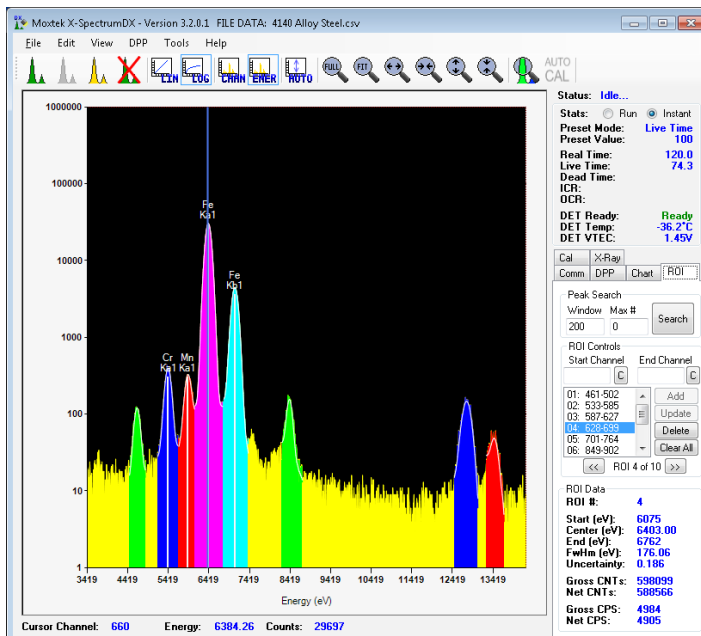 Moxtek X-SpectrumDX - Version 3.2.0.1 FILE DATA: 4140 Alloy Steel.csv
File Edit View DPP Tools Help
LIN LOG CHAN ENER AUTO FULL FIT AUTO CAL
Status: Idle...
Stats: Run Instant
Preset Mode: Live Time
Preset Value: 100
Real Time: 120.0
Live Time: 74.3
Dead Time:
ICR:
OCR:
DET Ready: Ready
DET Temp: -36.2°C
DET VTEC: 1.45V
Cal X-Ray
Comm DPP Chart ROI
Peak Search
Window Max #
200 0 Search
ROI Controls
Start Channel End Channel
C C
01: 461-502
02: 533-585
03: 587-627
04: 628-699
05: 701-764
06: 849-902
Add
Update
Delete
Clear All
<< ROI 4 of 10 >>
ROI Data
ROI #: 4
Start (eV): 6075
Center (eV): 6403.00
End (eV): 6762
FwHm (eV): 176.06
Uncertainty: 0.186
Gross CNTs: 598099
Net CNTs: 588566
Gross CPS: 4984
Net CPS: 4905
1000000
100000
10000
1000
100
10
1
Fe
Ka1
Fe
Kb1
Cr
Ka1
Mn
Ka1
3419 4419 5419 6419 7419 8419 9419 10419 11419 12419 13419
Energy (eV)
Cursor Channel: 660 Energy: 6384.26 Counts: 29697